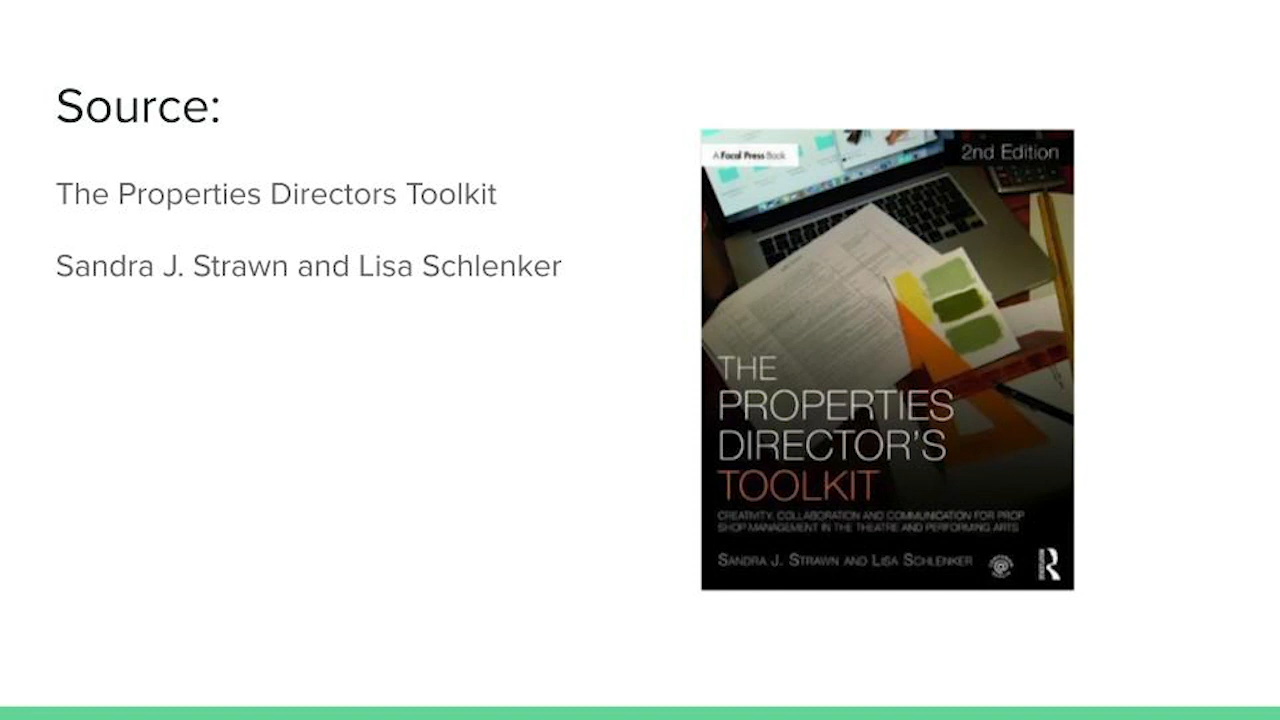 Source:
The Properties Directors Toolkit
Sandra J. Strawn and Lisa Schlenker
A Focal Press Book
2nd Edition
THE
PROPERTIES
DIRECTOR'S
TOOLKIT
CREATIVITY, COLLABORATION AND COMMUNICATION FOR PROP
SHOP MANAGEMENT IN THE THEATRE AND PERFORMING ARTS
SANDRA J. STRAWN AND LISA SCHLENKER